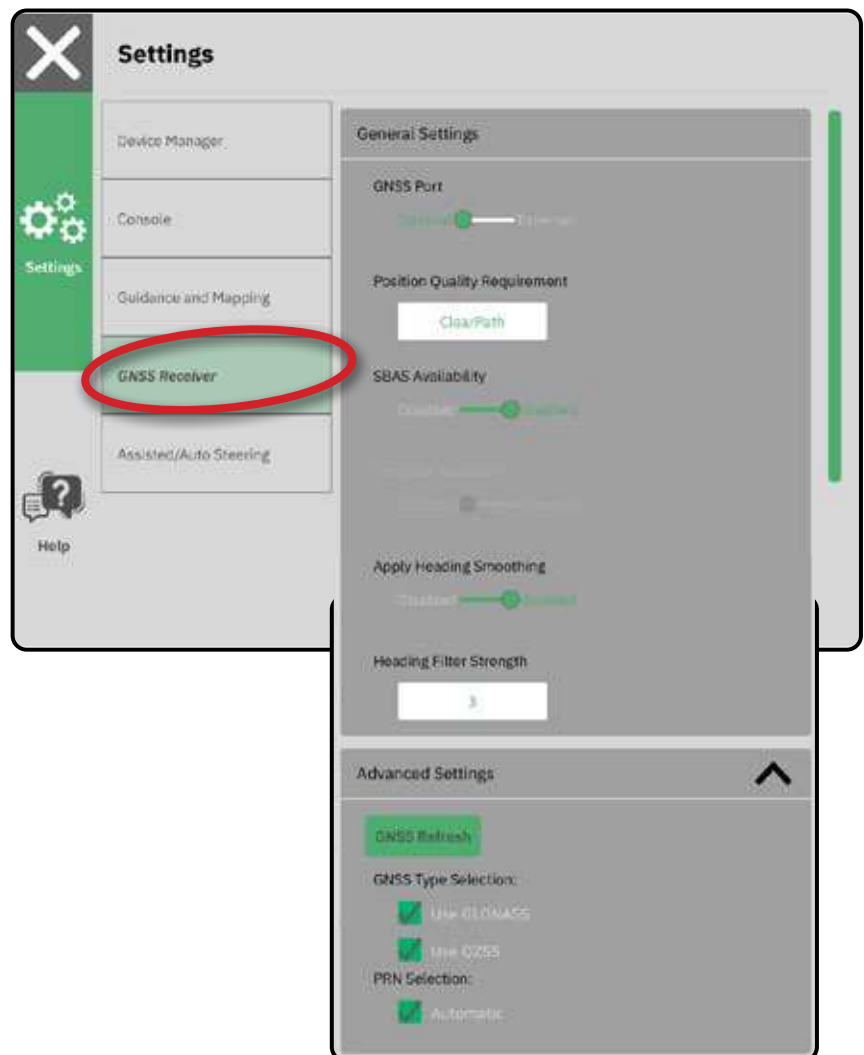 Settings
Settings
Help
Device Manager
Console
Guidance and Mapping
GNSS Receiver
Assisted/Auto Steering
General Settings
GNSS Port
Position Quality Requirement
ClearPath
SBAS Availability
Disabled Enabled
Apply Heading Smoothing
Disabled Enabled
Heading Filter Strength
3
Advanced Settings
GNSS Refresh
GNSS Type Selection:
Use GLONASS
Use QZSS
PRN Selection:
Automatic